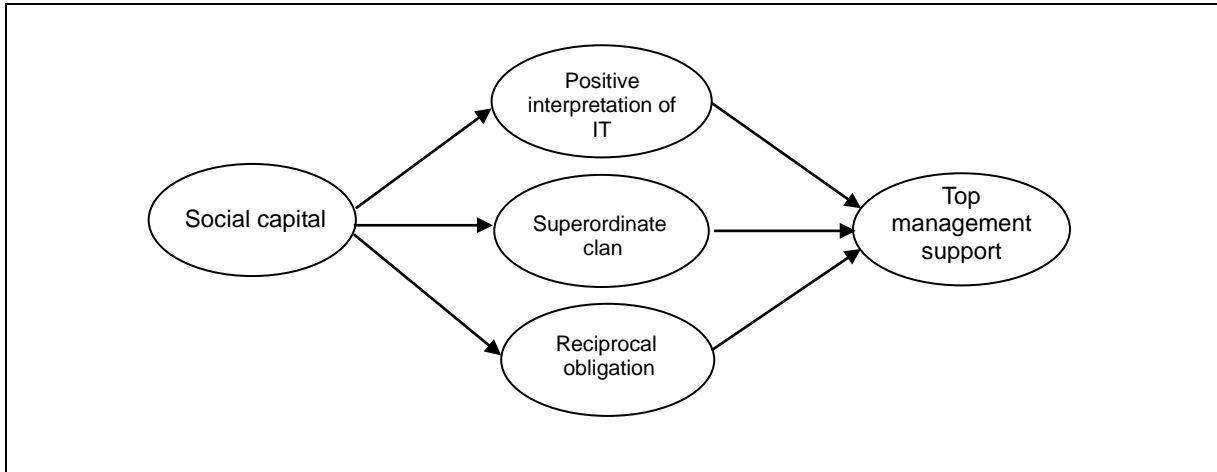 Positive
interpretation of
IT
Social capital
Superordinate
clan
Top
management
support
Reciprocal
obligation